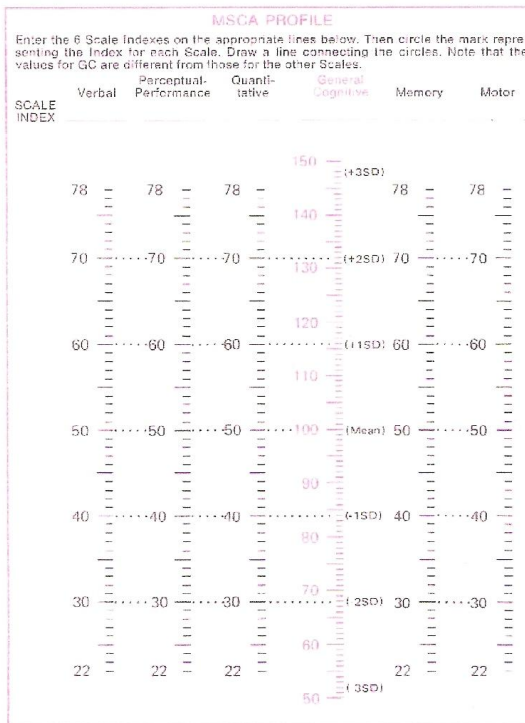 MSCA PROFILE
Enter the 6 Scale Indexes on the appropriate lines below. Then circle the mark repre
senting the Index for each Scale. Draw a line connecting the circles. Note that the
values for GC are different from those for the other Scales.
Verbal Perceptual- Performance Quanti- tative General Cognitive Memory Motor
SCALE
INDEX
150 (+3SD)
78 78 78 78 78
140
70 70 70 (+2SD) 70 70
130
120
60 60 60 (+1SD) 60 60
110
50 50 50 100 (Mean) 50 50
90
40 40 40 (-1SD) 40 40
80
70
30 30 30 ( 2SD) 30 30
60
22 22 22 22 22
50 ( 3SD)